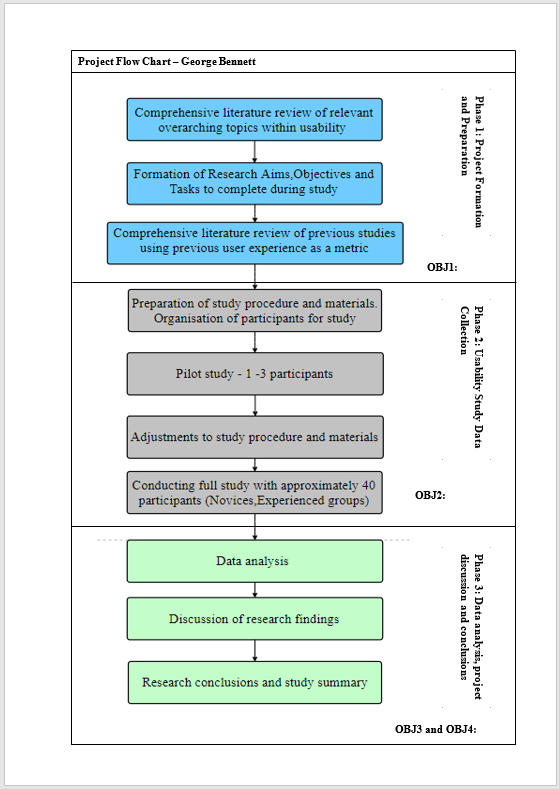 Project Flow Chart – George Bennett
Comprehensive literature review of relevant
overarching topics within usability
Formation of Research Aims,Objectives and
Tasks to complete during study
Comprehensive literature review of previous studies
using previous user experience as a metric
Phase 1: Project Formation
and Preparation
OBJ1:
Preparation of study procedure and materials.
Organisation of participants for study
Pilot study - 1 -3 participants
Adjustments to study procedure and materials
Conducting full study with approximately 40
participants (Novices,Experienced groups)
Phase 2: Usability Study Data
Collection
OBJ2:
Data analysis
Discussion of research findings
Research conclusions and study summary
Phase 3: Data analysis, project
discussion and conclusions
OBJ3 and OBJ4: